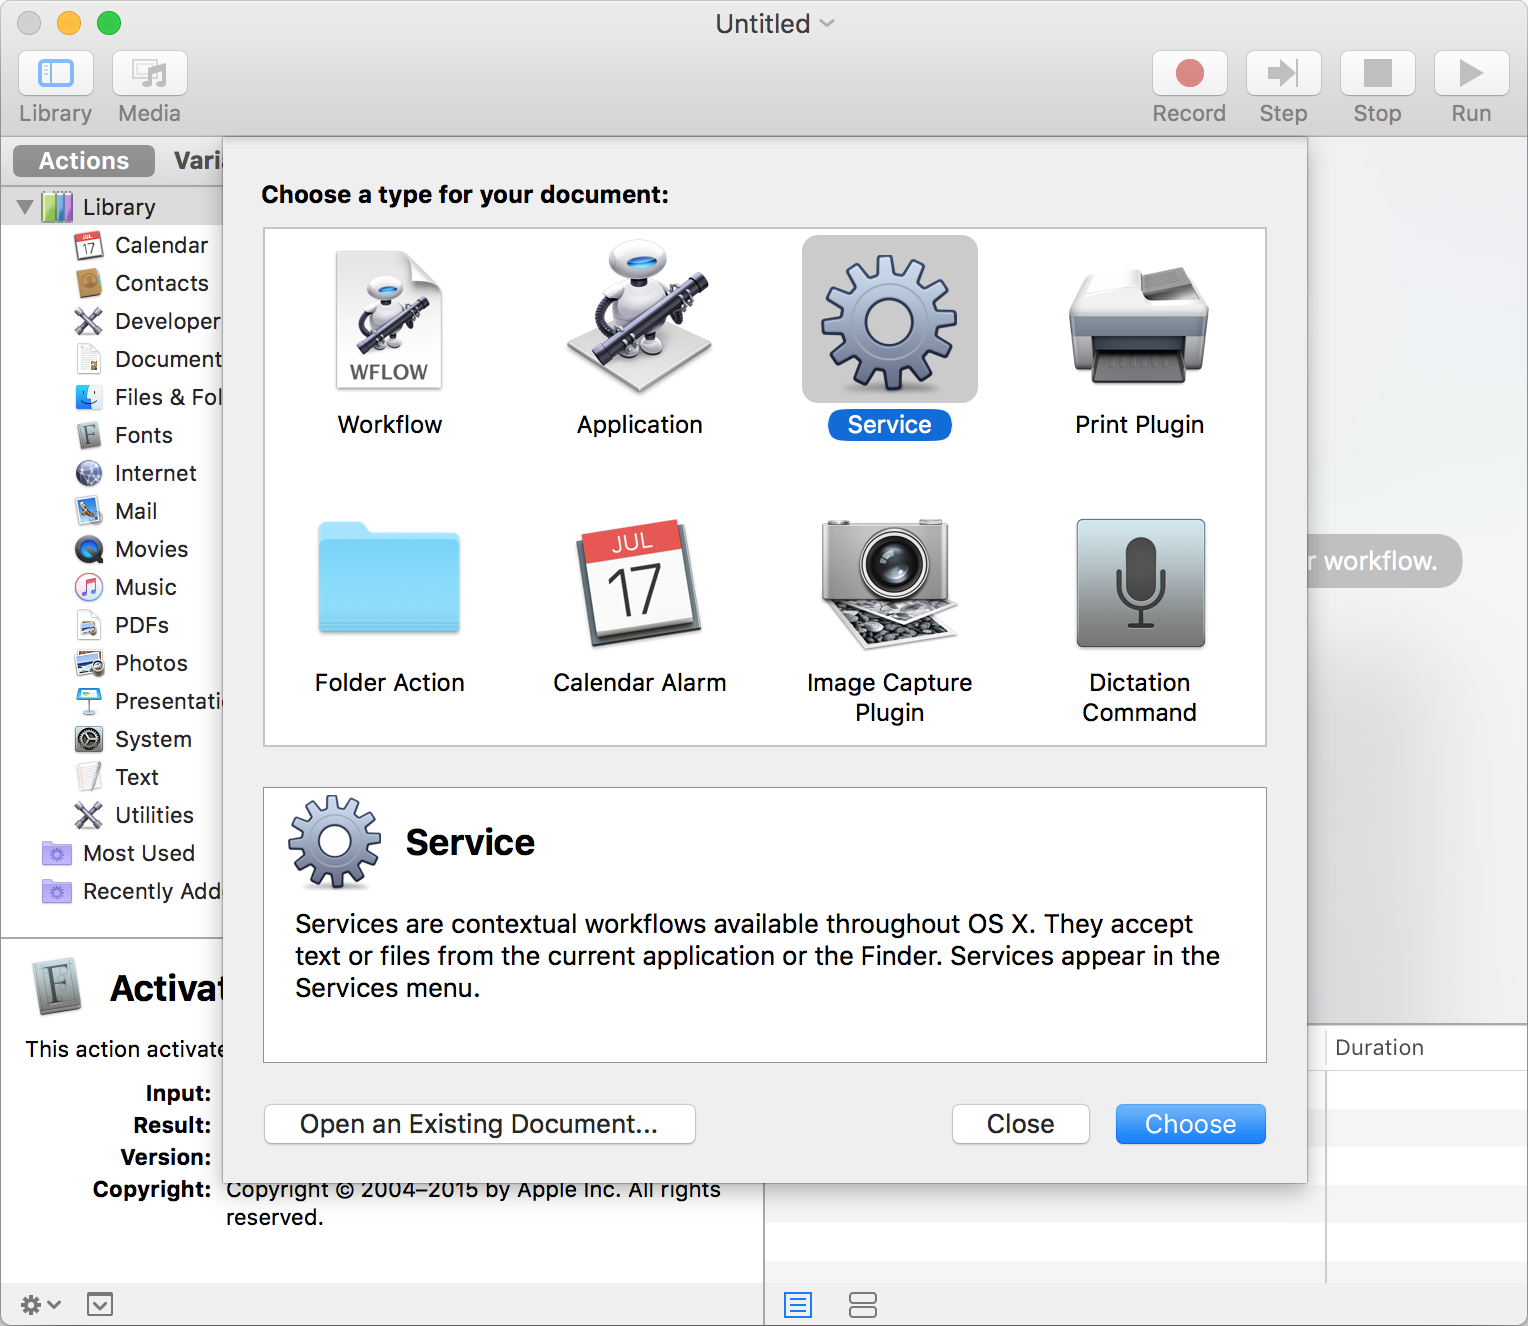 Untitled
Library
Media
Record
Step
Stop
Run
Actions
Vari
Library
JUL
17
Calendar
Contacts
Developer
Document
Files & Fol
Fonts
Internet
Mail
Movies
Music
PDFs
Photos
Presentati
System
Text
Utilities
Most Used
Recently Add
Choose a type for your document:
WFLOW
Workflow
Application
Service
Print Plugin
JUL
17
Folder Action
Calendar Alarm
Image Capture
Plugin
Dictation
Command
r workflow.
Service
Services are contextual workflows available throughout OS X. They accept
text or files from the current application or the Finder. Services appear in the
Services menu.
Open an Existing Document...
Close
Choose
F
Activat
This action activate
Input:
Result:
Version:
Copyright: Copyright © 2004–2015 by Apple Inc. All rights
reserved.
Duration